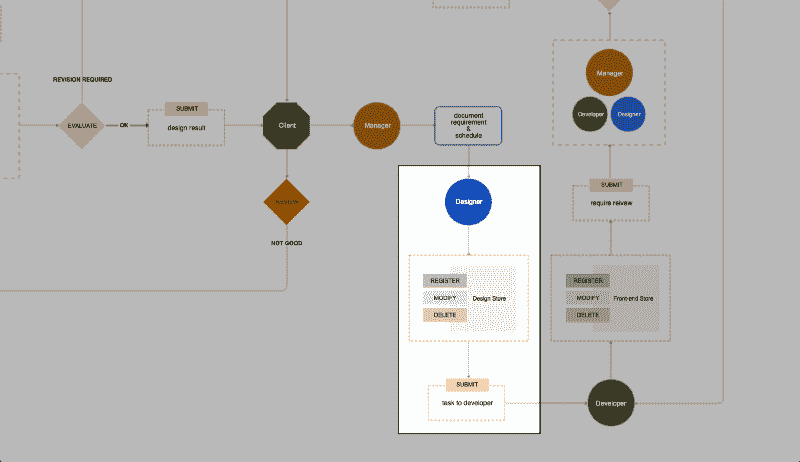 REVISION REQUIRED
EVALUATE
OK
SUBMIT
design result
Client
REVIEW
NOT GOOD
Manager
document
requirement
&
schedule
Designer
REGISTER
MODIFY
DELETE
Design Store
SUBMIT
task to developer
Manager
Developer
Designer
SUBMIT
require reivew
REGISTER
MODIFY
DELETE
Front-end Store
Developer